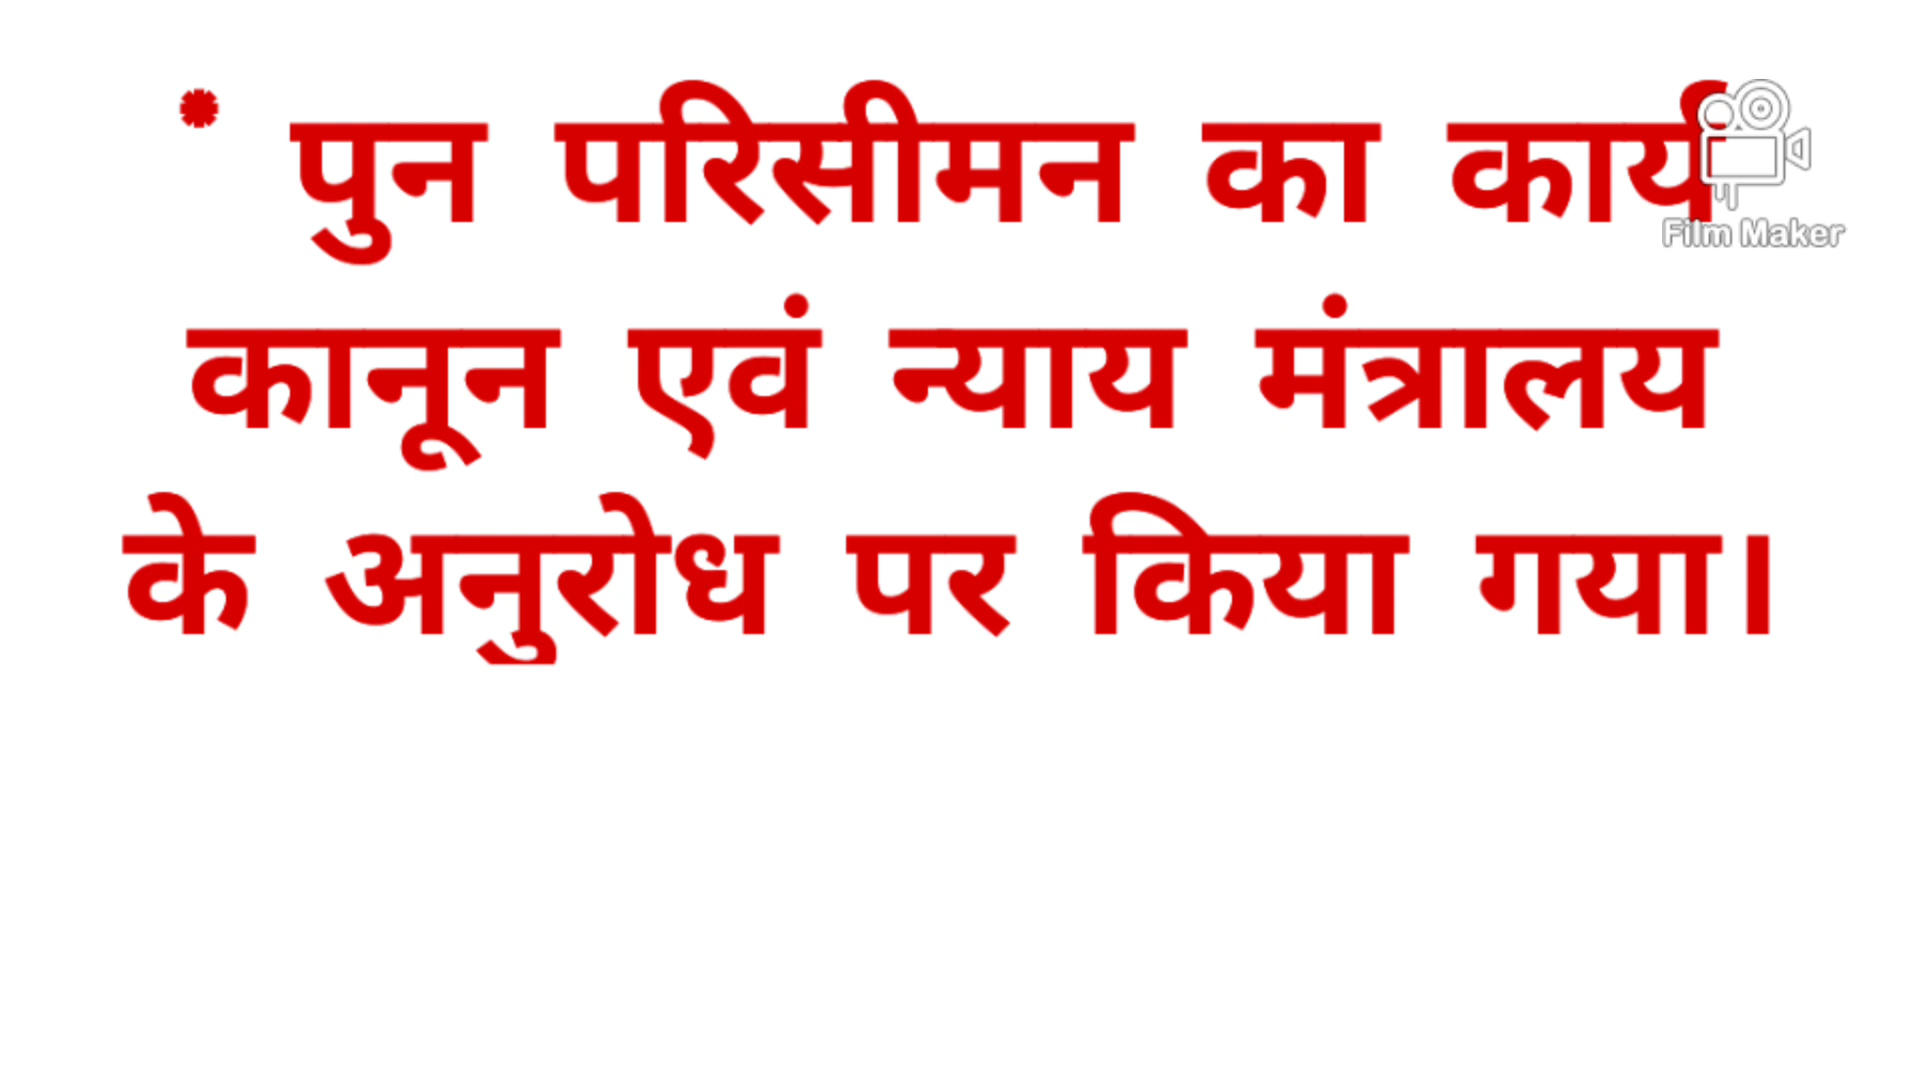 * पुन परिसीमन का कार्य
Film Maker
कानून एवं न्याय मंत्रालय
के अनुरोध पर किया गया।